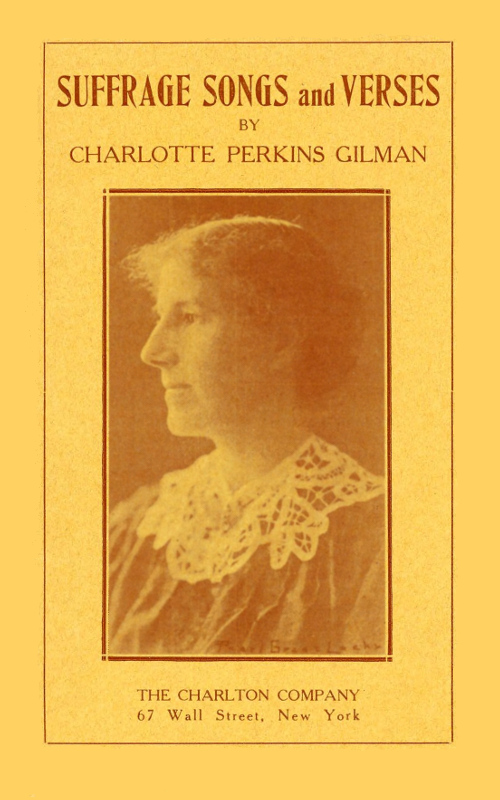 SUFFRAGE SONGS and VERSES
BY
CHARLOTTE PERKINS GILMAN
THE CHARLTON COMPANY
67 Wall Street, New York